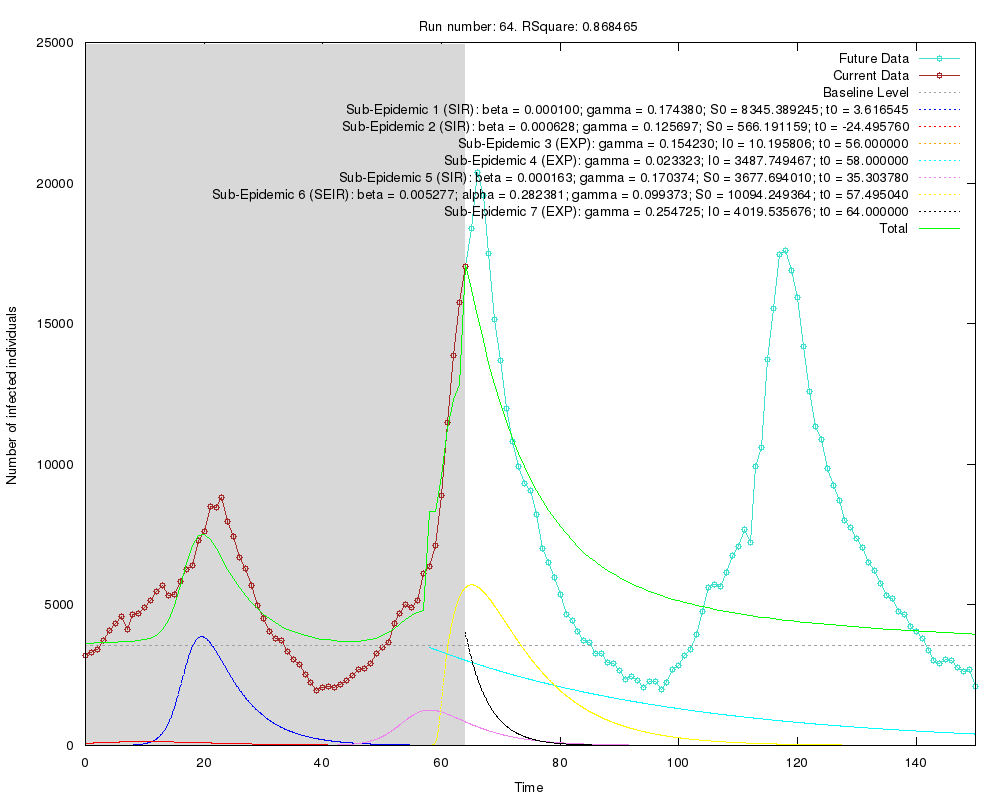 Run number: 64. RSquare: 0.868465
25000
20000
15000
10000
5000
0
Number of infected individuals
Future Data
Current Data
Baseline Level
Sub-Epidemic 1 (SIR): beta = 0.000100; gamma = 0.174380; S0 = 8345.389245; t0 = 3.616545
Sub-Epidemic 2 (SIR): beta = 0.000628; gamma = 0.125697; S0 = 566.191159; t0 = -24.495760
Sub-Epidemic 3 (EXP): gamma = 0.154230; I0 = 10.195806; t0 = 56.000000
Sub-Epidemic 4 (EXP): gamma = 0.023323; I0 = 3487.749467; t0 = 58.000000
Sub-Epidemic 5 (SIR): beta = 0.000163; gamma = 0.170374; S0 = 3677.694010; t0 = 35.303780
Sub-Epidemic 6 (SEIR): beta = 0.005277; alpha = 0.282381; gamma = 0.099373; S0 = 10094.249364; t0 = 57.495040
Sub-Epidemic 7 (EXP): gamma = 0.254725; I0 = 4019.535676; t0 = 64.000000
Total
0 20 40 60 80 100 120 140
Time